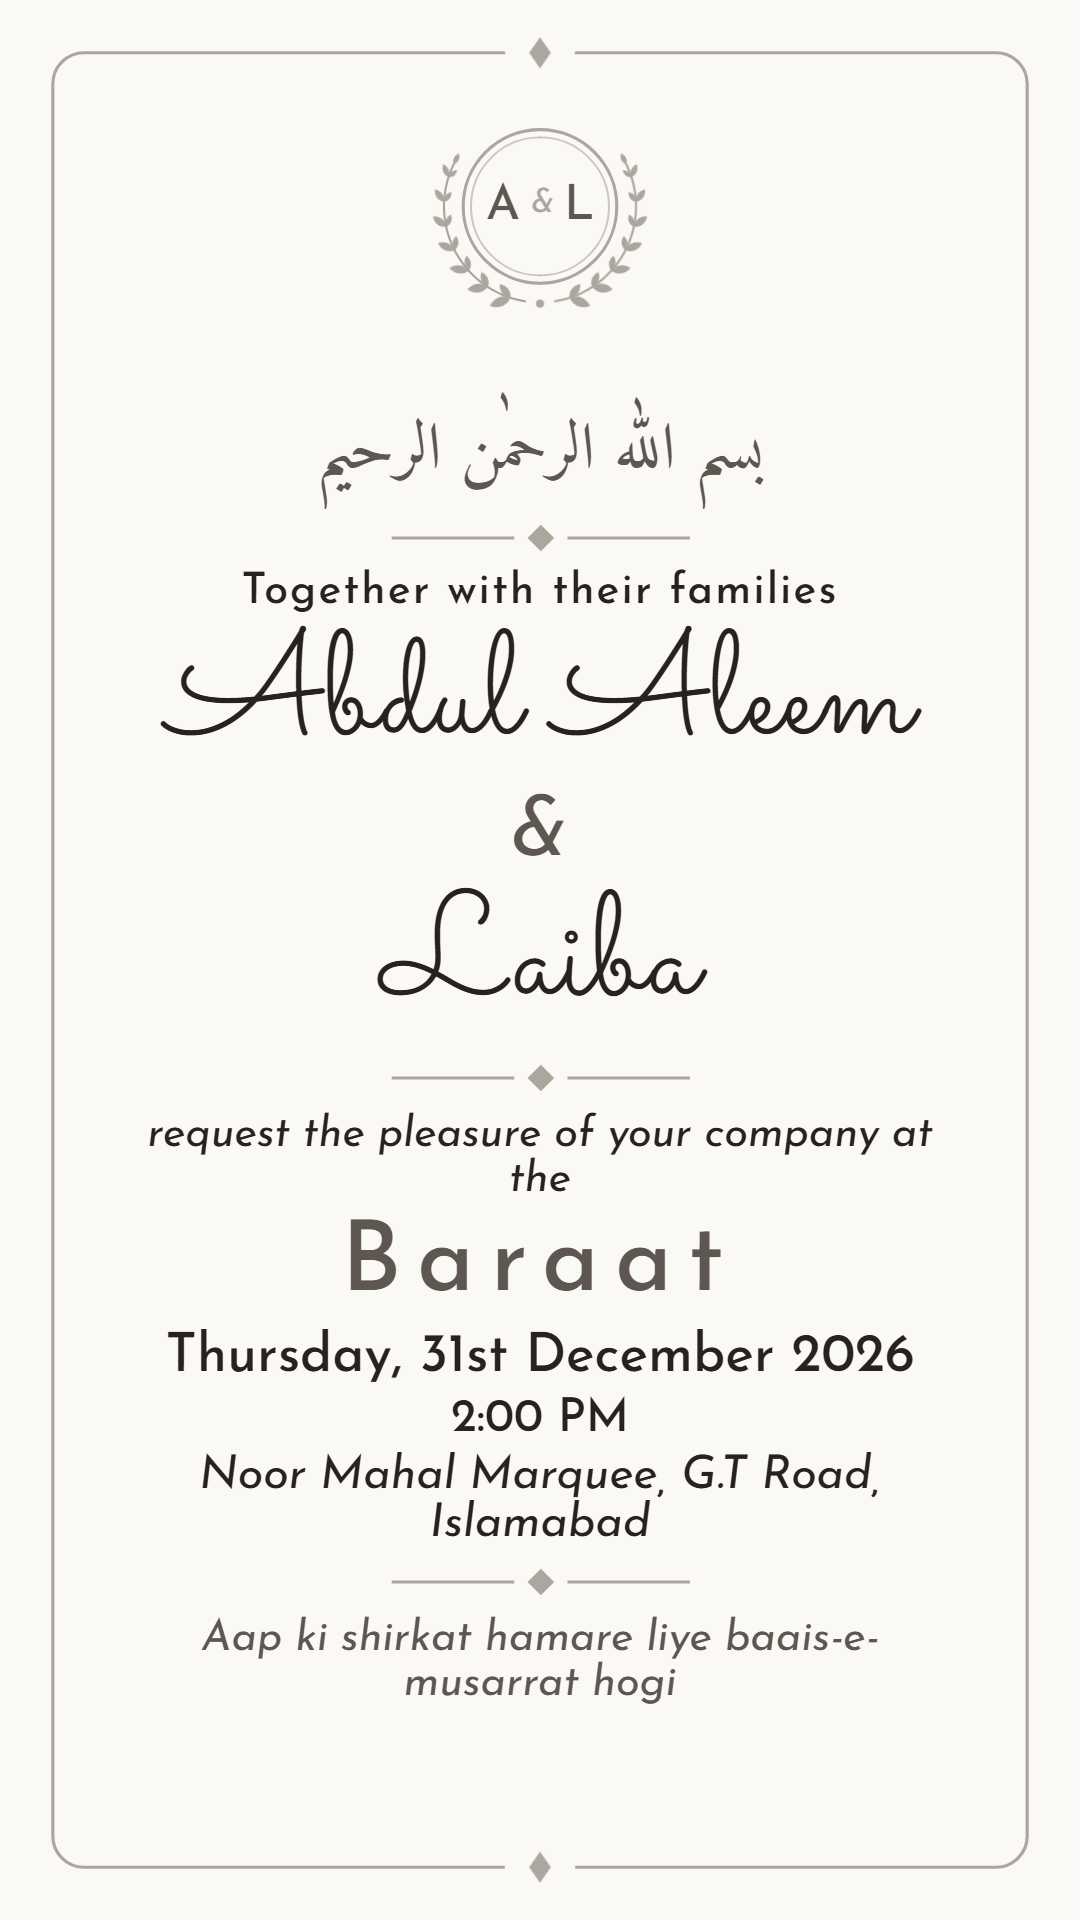 A & L
بسم الله الرحمٰن الرحيم
Together with their families
Abdul Aleem
&
Laiba
request the pleasure of your company at
the
Baraat
Thursday, 31st December 2026
2:00 PM
Noor Mahal Marquee, G.T Road,
Islamabad
Aap ki shirkat hamare liye baais-e-
musarrat hogi